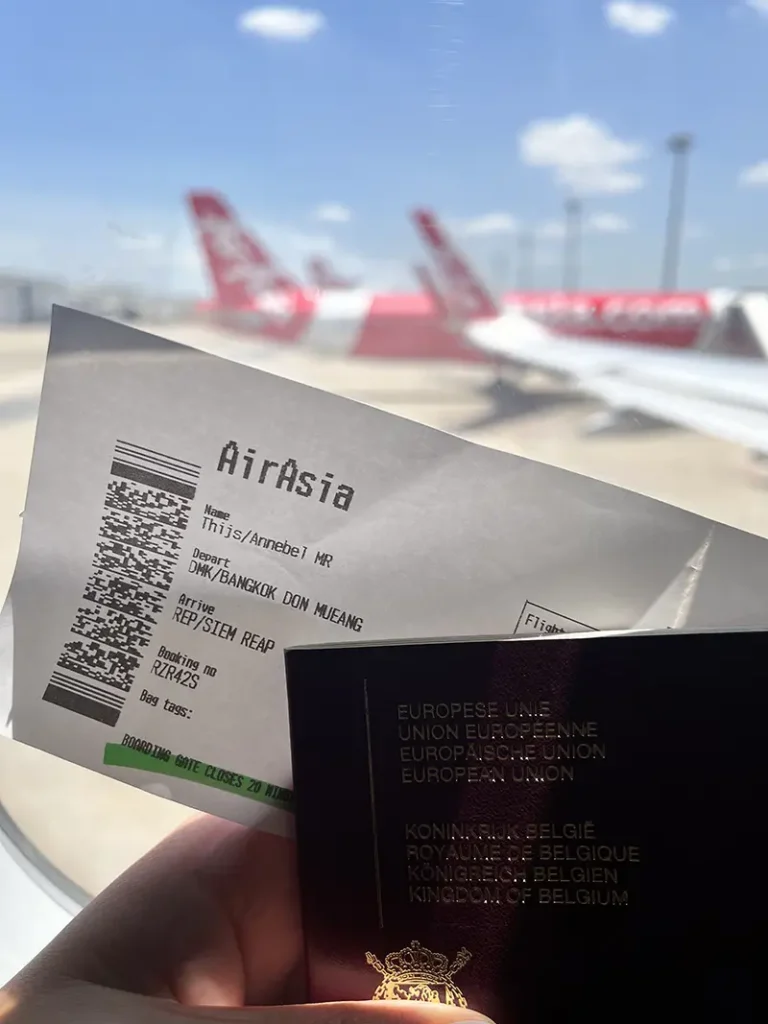 AirAsia
Name
Thijs/Annebel MR
Depart
DMK/BANGKOK DON MUEANG
Arrive
REP/SIEM REAP
Booking no
RZR42S
Bag tags:
BOARDING GATE CLOSES 20
Flight
EUROPESE UNIE
UNION EUROPÉENNE
EUROPÄISCHE UNION
EUROPEAN UNION
KONINKRIJK BELGIË
ROYAUME DE BELGIQUE
KÖNIGREICH BELGIEN
KINGDOM OF BELGIUM